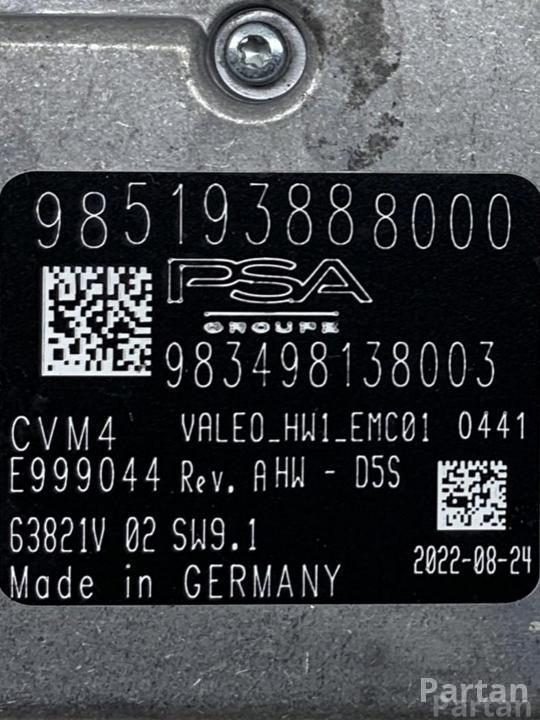 985193888000
PSA
GROUPE
983498138003
CVM4 VALEO_HW1_EMC01 0441
E999044 Rev. A HW - D5S
63821V 02 SW9.1
2022-08-24
Made in GERMANY
Partan
Partan